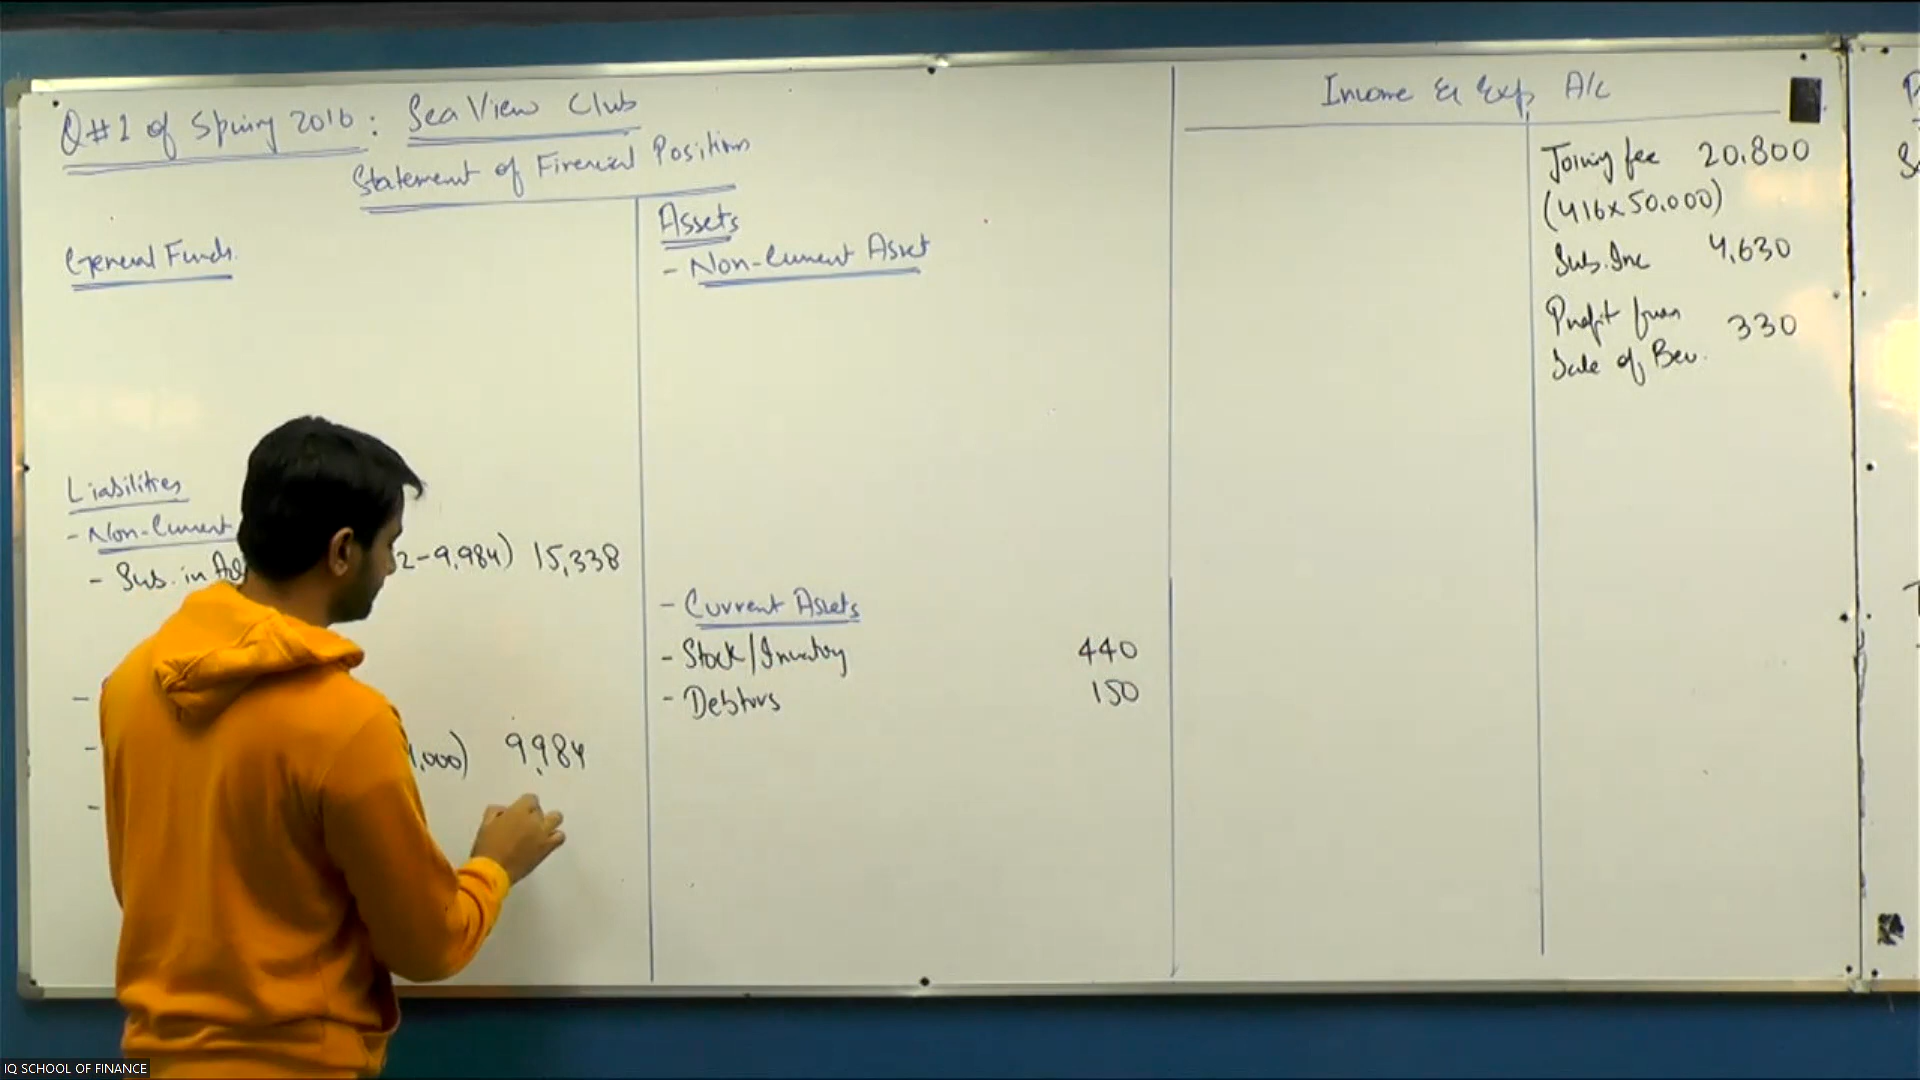 Q#1 of Spring 2016: Sea View Club
Statement of Financial Position
General Funds.
Liabilities
- Non-Current
- Sub. in Ad
2-9,984) 15,338
,000) 9,984
Assets
- Non-Current Asset
- Current Assets
- Stock/Inventory 440
- Debtors 150
Income & Exp A/c
Joining fee 20,800
(416x50,000)
Sub. Inc 4,630
Profit from
Sale of Bev. 330
IQ SCHOOL OF FINANCE